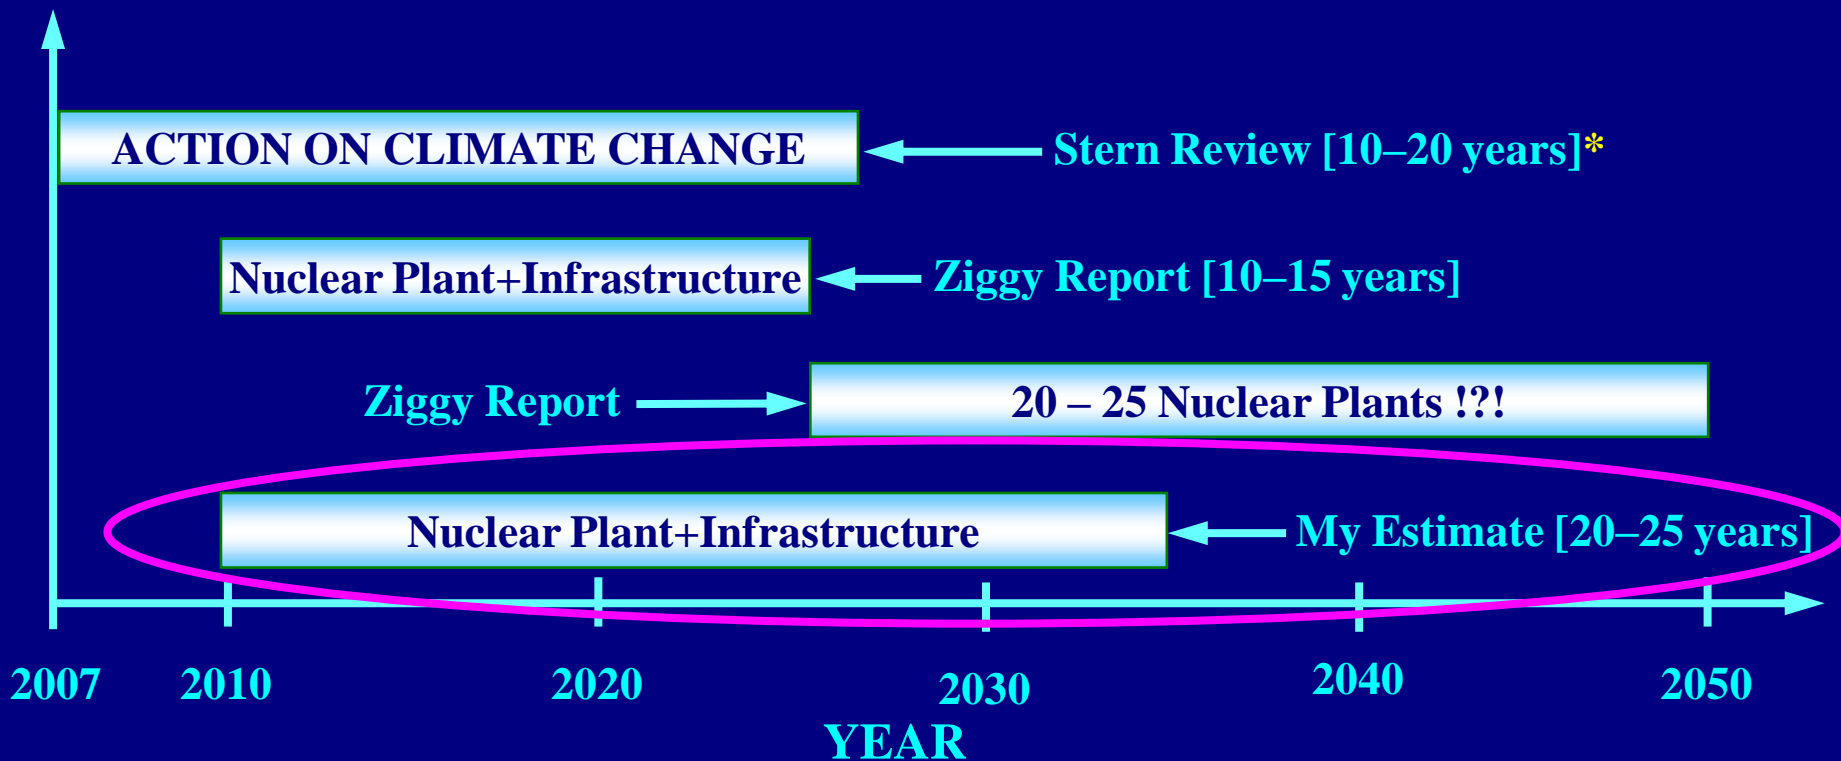 ACTION ON CLIMATE CHANGE
Stern Review [10–20 years]*
Nuclear Plant+Infrastructure
Ziggy Report [10–15 years]
Ziggy Report
20 – 25 Nuclear Plants !?!
Nuclear Plant+Infrastructure
My Estimate [20–25 years]
2007 2010 2020 2030 2040 2050
YEAR